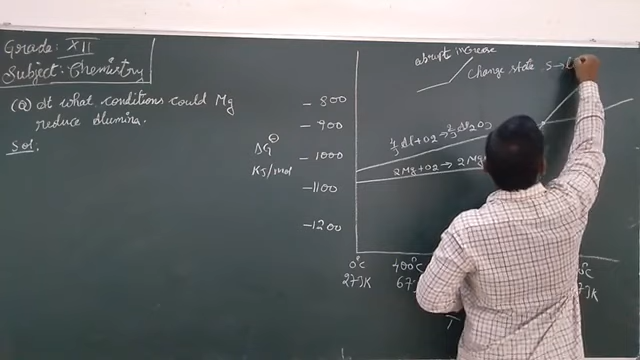 Grade: XII
Subject: Chemistry
(Q) At what conditions could Mg
reduce alumina.
Sol.
abrupt increase
Change state S→
-800
-900
-1000
-1100
-1200
ΔG⊖
KJ/mol
4/3 Al + O2 → 2/3 Al2O3
2Mg + O2 → 2Mg
0°C
273K
400°C
T